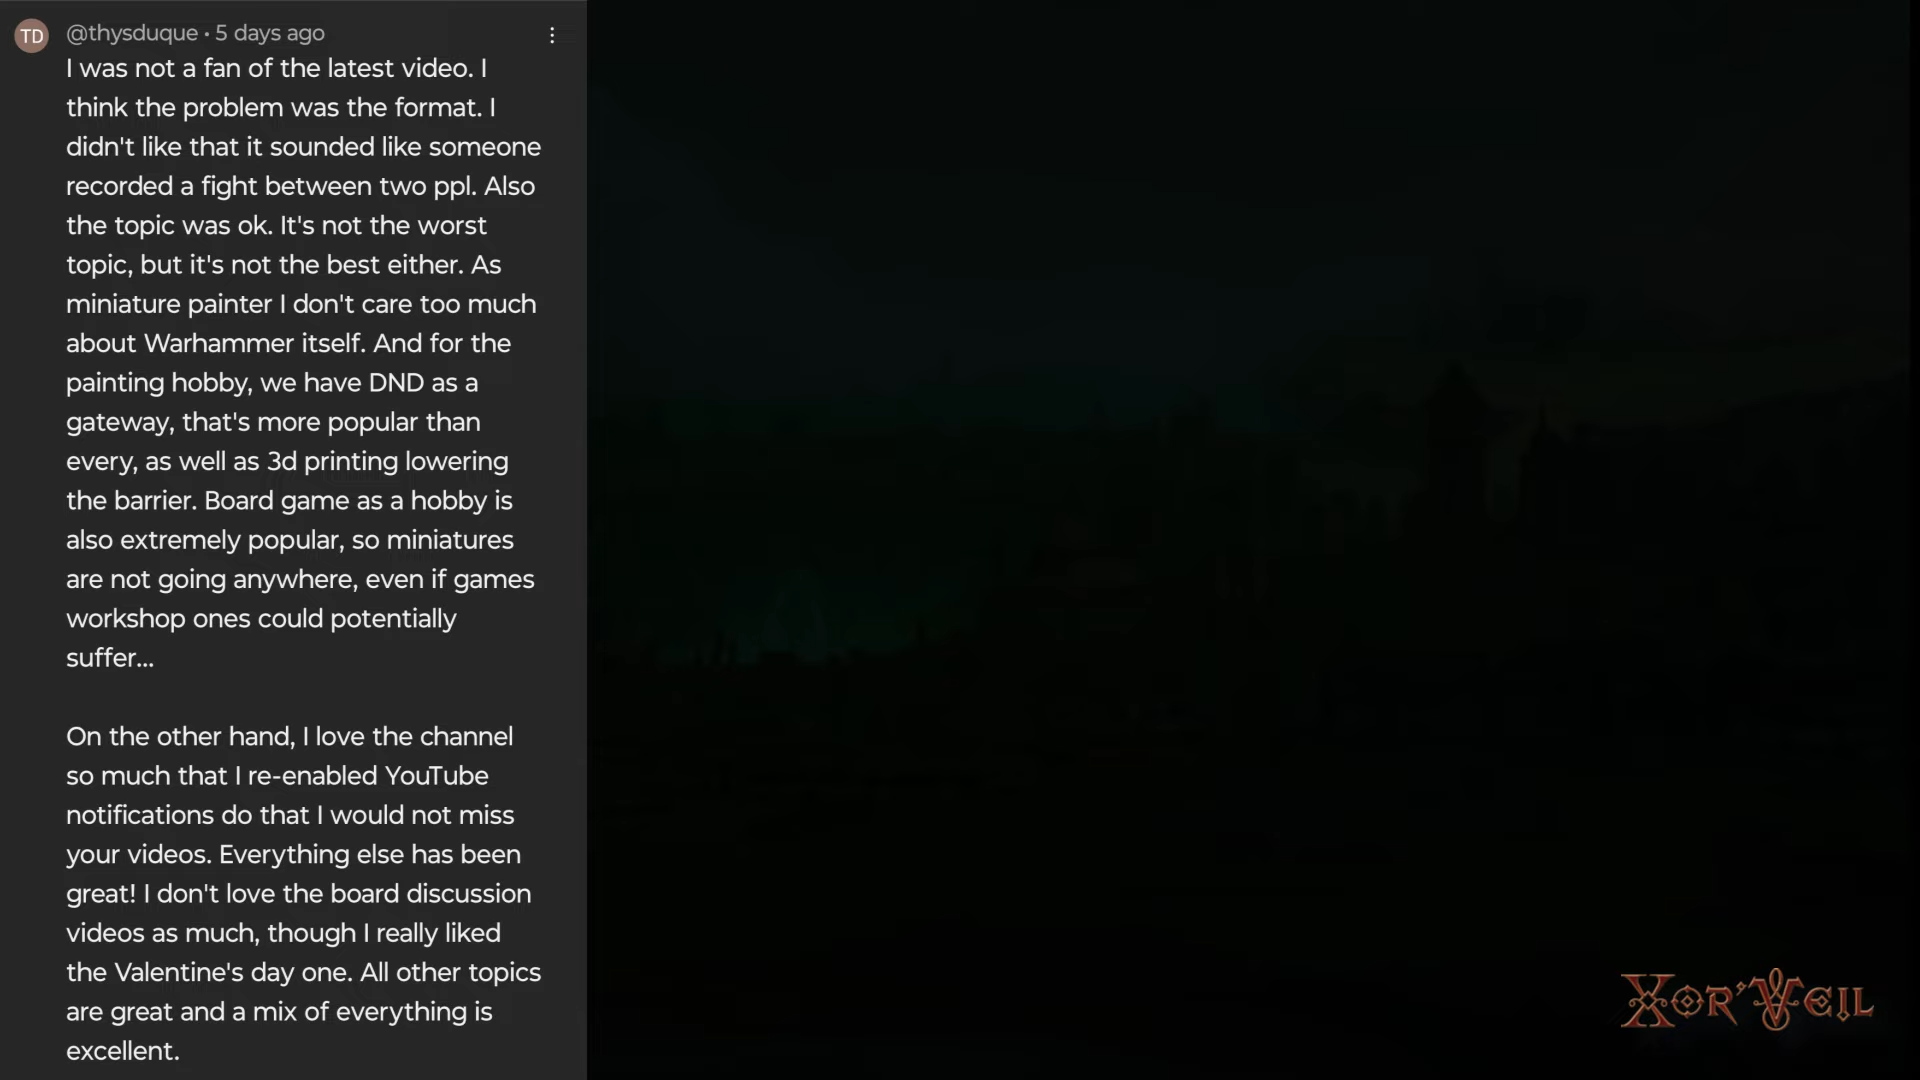 TD
@thysduque • 5 days ago
I was not a fan of the latest video. I
think the problem was the format. I
didn't like that it sounded like someone
recorded a fight between two ppl. Also
the topic was ok. It's not the worst
topic, but it's not the best either. As
miniature painter I don't care too much
about Warhammer itself. And for the
painting hobby, we have DND as a
gateway, that's more popular than
every, as well as 3d printing lowering
the barrier. Board game as a hobby is
also extremely popular, so miniatures
are not going anywhere, even if games
workshop ones could potentially
suffer...
On the other hand, I love the channel
so much that I re-enabled YouTube
notifications do that I would not miss
your videos. Everything else has been
great! I don't love the board discussion
videos as much, though I really liked
the Valentine's day one. All other topics
are great and a mix of everything is
excellent.
XOR'VEIL